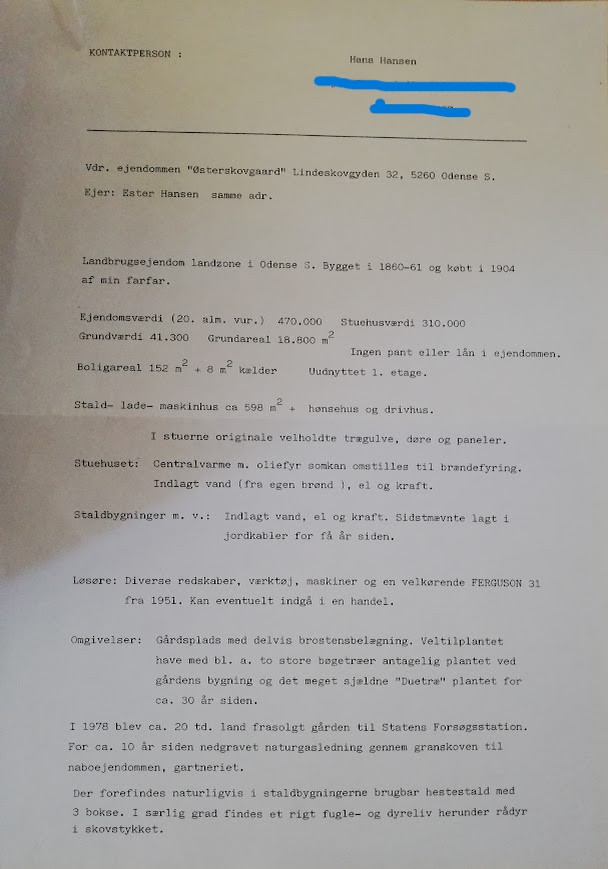 KONTAKTPERSON :
Hans Hansen
Vdr. ejendommen "Østerskovgaard" Lindeskovgyden 32, 5260 Odense S.
Ejer: Ester Hansen samme adr.
Landbrugsejendom landzone i Odense S. Bygget i 1860-61 og købt i 1904
af min farfar.
Ejendomsværdi (20. alm. vur.) 470.000 Stuehusværdi 310.000
Grundværdi 41.300 Grundareal 18.800 m²
Ingen pant eller lån i ejendommen.
Boligareal 152 m² + 8 m² kælder Uudnyttet 1. etage.
Stald- lade- maskinhus ca 598 m² + hønsehus og drivhus.
I stuerne originale velholdte trægulve, døre og paneler.
Stuehuset: Centralvarme m. oliefyr somkan omstilles til brændefyring.
Indlagt vand (fra egen brønd ), el og kraft.
Staldbygninger m. v.: Indlagt vand, el og kraft. Sidstmævnte lagt i
jordkabler for få år siden.
Løsøre: Diverse redskaber, værktøj, maskiner og en velkørende FERGUSON 31
fra 1951. Kan eventuelt indgå i en handel.
Omgivelser: Gårdsplads med delvis brostensbelægning. Veltilplantet
have med bl. a. to store bøgetræer antagelig plantet ved
gårdens bygning og det meget sjældne "Duetræ" plantet for
ca. 30 år siden.
I 1978 blev ca. 20 td. land frasolgt gården til Statens Forsøgsstation.
For ca. 10 år siden nedgravet naturgasledning gennem granskoven til
naboejendommen, gartneriet.
Der forefindes naturligvis i staldbygningerne brugbar hestestald med
3 bokse. I særlig grad findes et rigt fugle- og dyreliv herunder rådyr
i skovstykket.